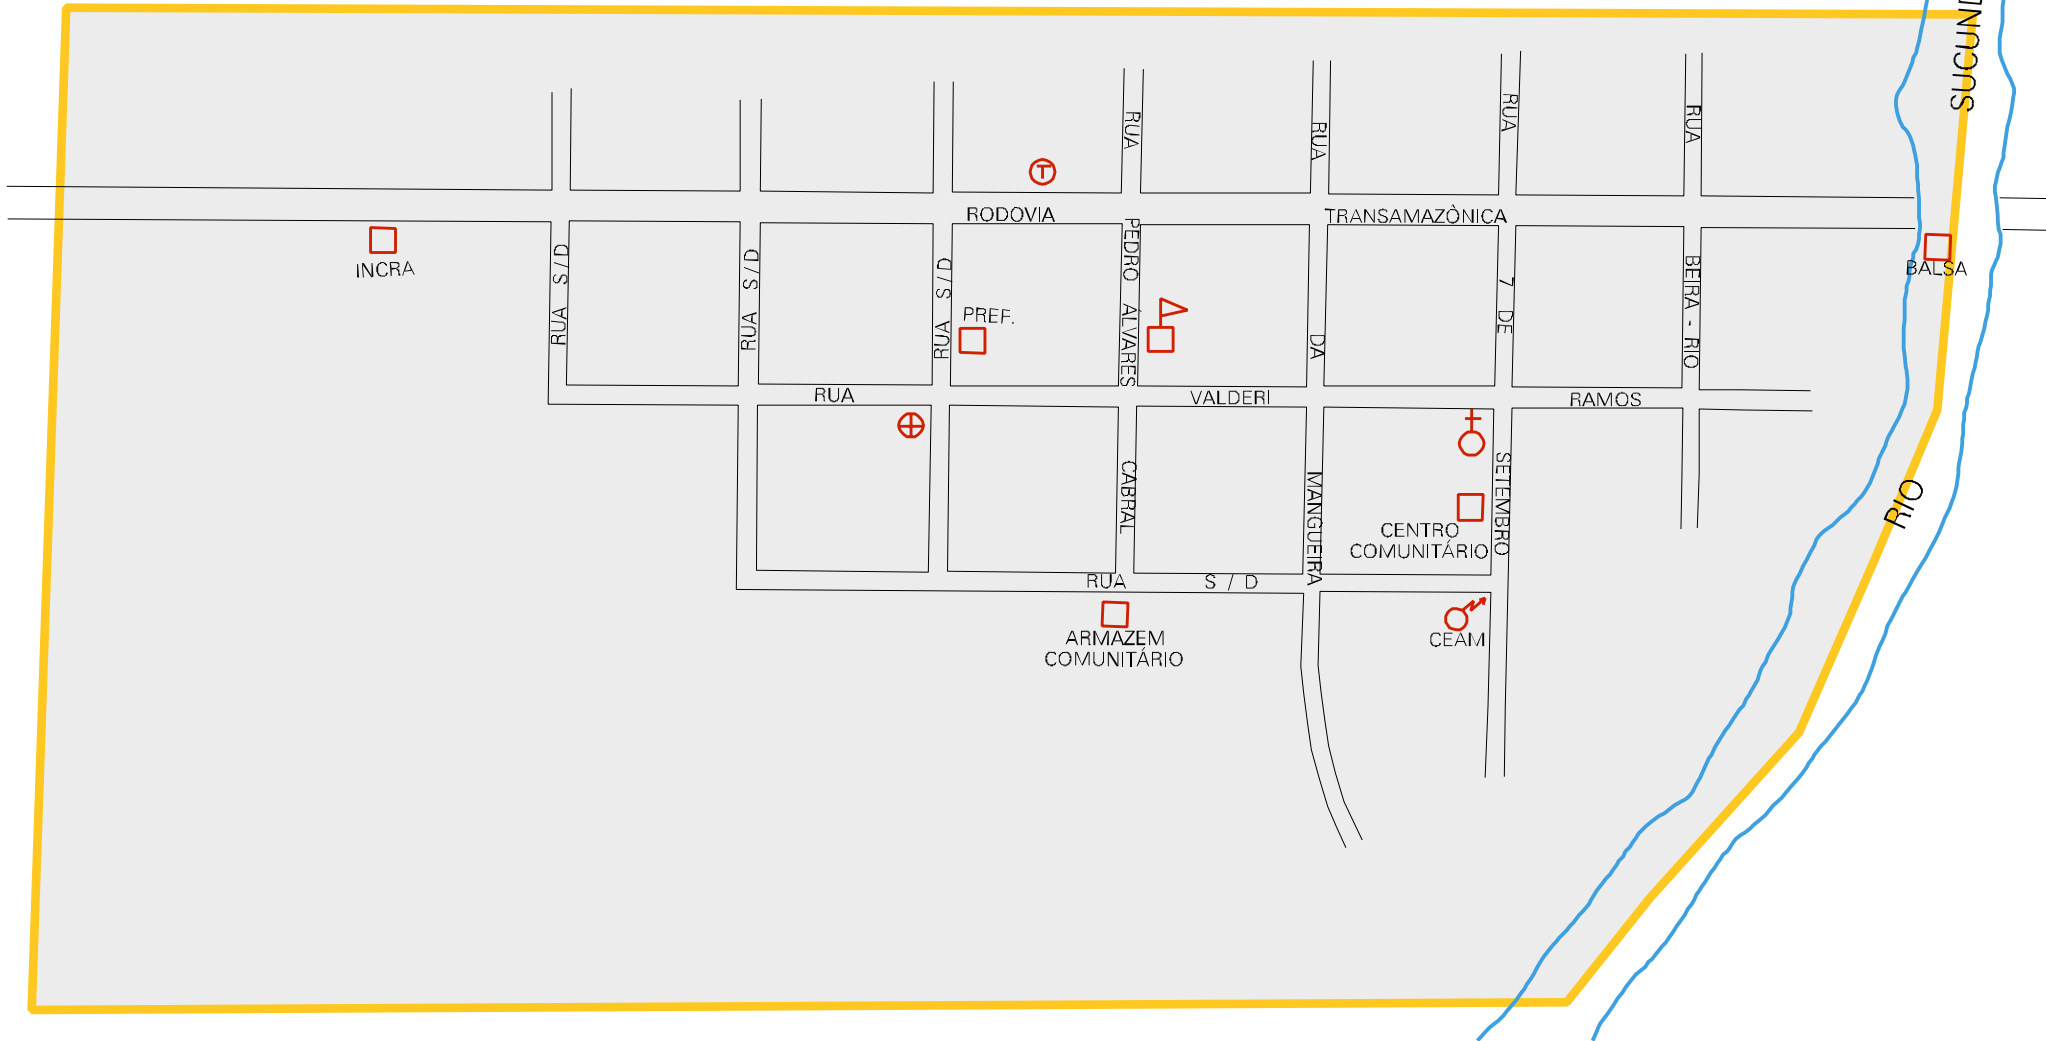 SUCUND
RUA
RUA
RUA
RUA
T
RODOVIA
TRANSAMAZÒNICA
INCRA
RUA S/D
RUA S/D
RUA S/D
PEDRO ÁLVARES
DA
7 DE
BEIRA - RIO
BALSA
PREF.
RUA
VALDERI
RAMOS
CABRAL
MANGUEIRA
SETEMBRO
RIO
CENTRO
COMUNITÁRIO
RUA
S / D
ARMAZEM
COMUNITÁRIO
CEAM